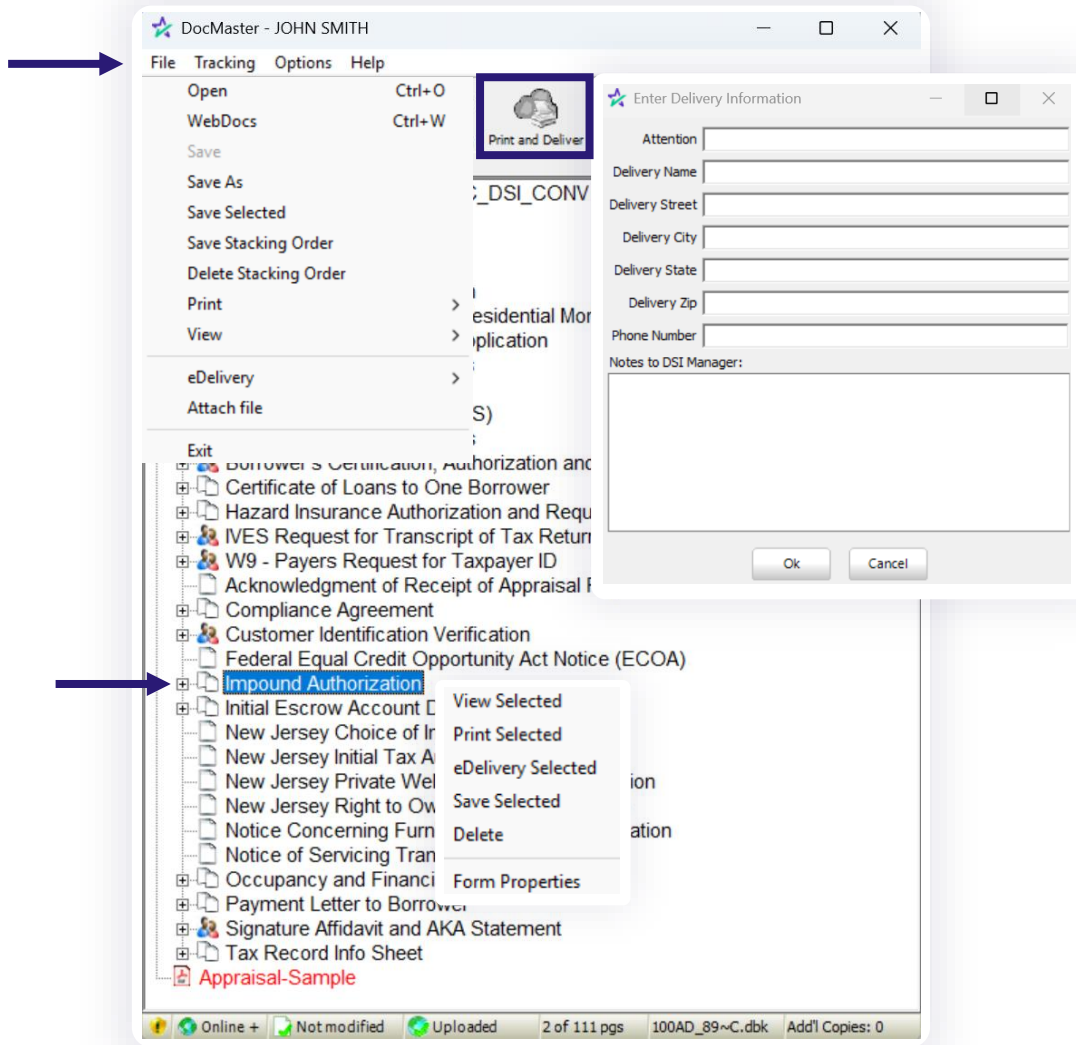 DocMaster - JOHN SMITH
File Tracking Options Help
Open Ctrl+O
WebDocs Ctrl+W
Save
Save As
Save Selected
Save Stacking Order
Delete Stacking Order
Print
View
eDelivery
Attach file
Exit
Print and Deliver
C_DSI_CONV
esidential Mor
plication
S)
Enter Delivery Information
Attention
Delivery Name
Delivery Street
Delivery City
Delivery State
Delivery Zip
Phone Number
Notes to DSI Manager:
Ok Cancel
Borrower's Certification, Authorization and
Certificate of Loans to One Borrower
Hazard Insurance Authorization and Requ
IVES Request for Transcript of Tax Return
W9 - Payers Request for Taxpayer ID
Acknowledgment of Receipt of Appraisal
Compliance Agreement
Customer Identification Verification
Federal Equal Credit Opportunity Act Notice (ECOA)
Impound Authorization
Initial Escrow Account D
New Jersey Choice of In
New Jersey Initial Tax A
New Jersey Private Wel ion
New Jersey Right to Ow
Notice Concerning Furn ation
Notice of Servicing Tran
Occupancy and Financi
Payment Letter to Borrower
Signature Affidavit and AKA Statement
Tax Record Info Sheet
Appraisal-Sample
View Selected
Print Selected
eDelivery Selected
Save Selected
Delete
Form Properties
Online + Not modified Uploaded 2 of 111 pgs 100AD_89~C.dbk Add'l Copies: 0